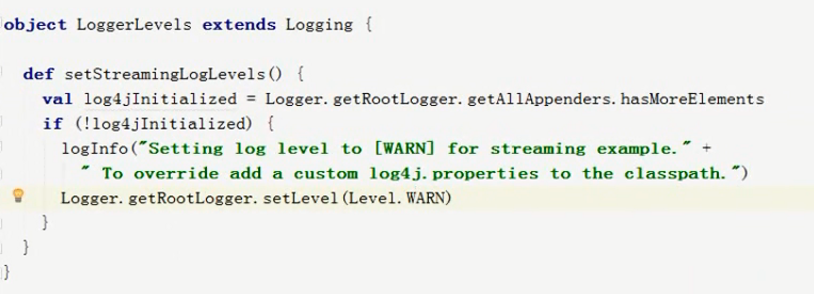 object LoggerLevels extends Logging {
def setStreamingLogLevels() {
val log4jInitialized = Logger.getRootLogger.getAllAppenders.hasMoreElements
if (!log4jInitialized) {
logInfo("Setting log level to [WARN] for streaming example." +
" To override add a custom log4j.properties to the classpath.")
Logger.getRootLogger.setLevel(Level.WARN)
}
}
}